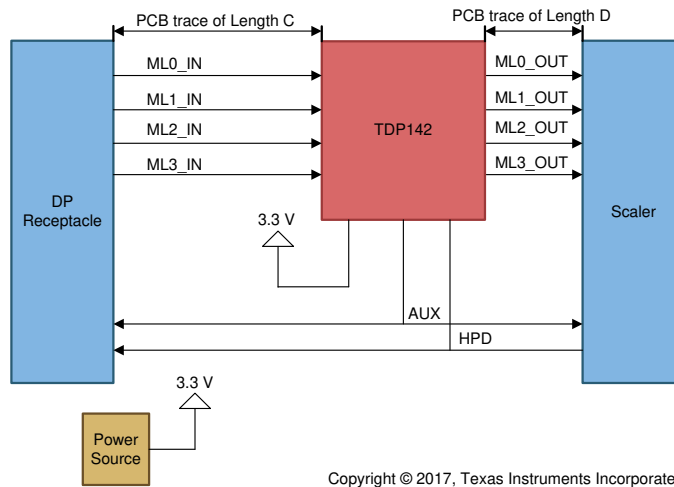 PCB trace of Length C
PCB trace of Length D
ML0_IN
ML0_OUT
ML1_IN
ML1_OUT
ML2_IN
ML2_OUT
ML3_IN
ML3_OUT
TDP142
DP
Receptacle
Scaler
3.3 V
AUX
HPD
3.3 V
Power
Source
Copyright © 2017, Texas Instruments Incorporate